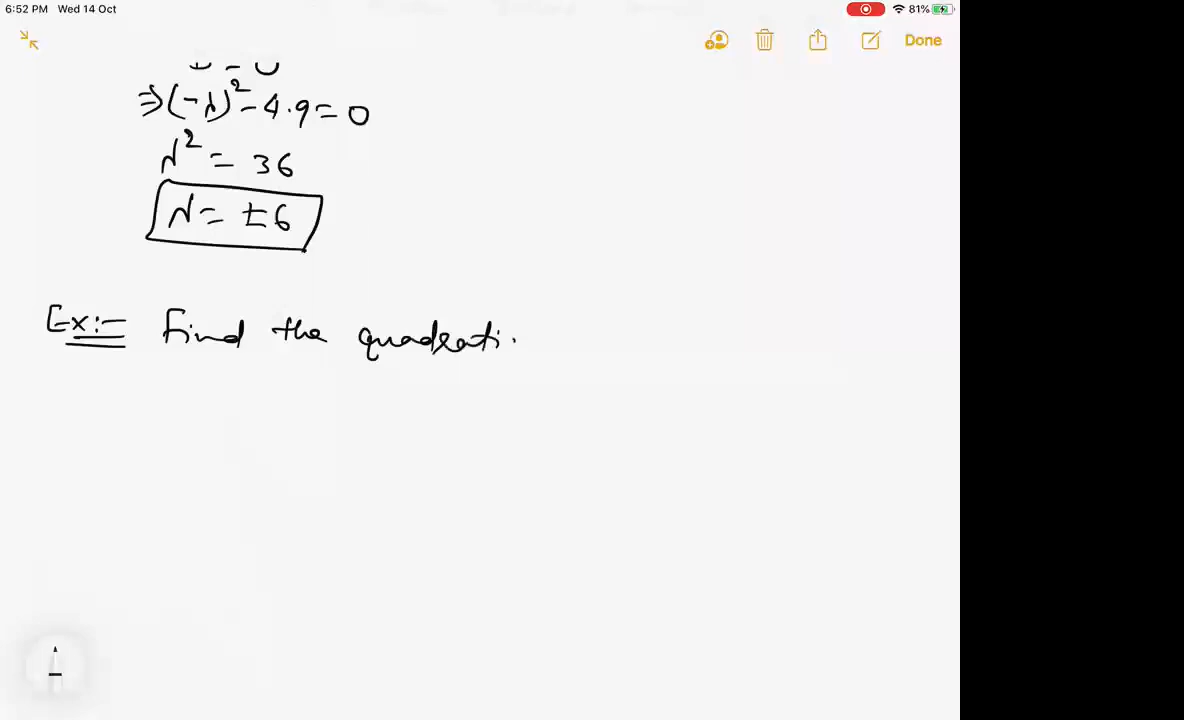 6:52 PM Wed 14 Oct
81%
Done
D = 0
⇒ (-λ)² - 4·9 = 0
λ² = 36
λ = ±6
Ex:- Find the quadrati.